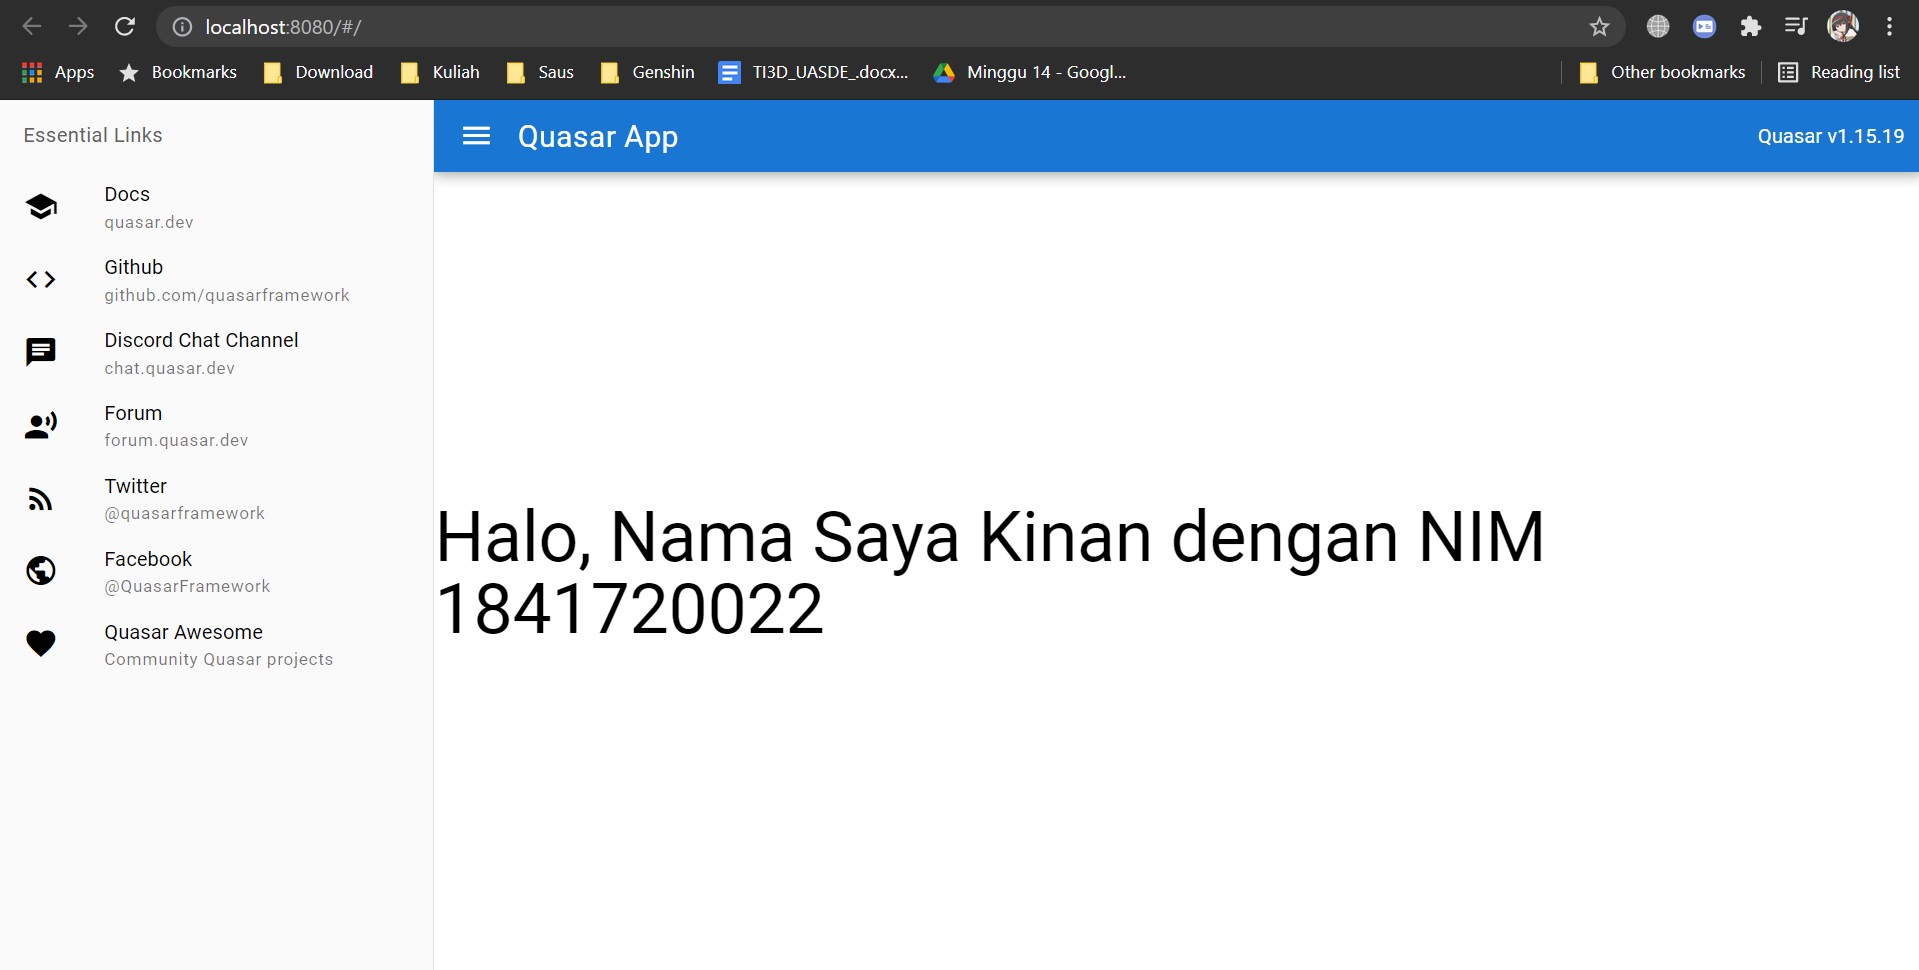 localhost:8080/#/
Apps Bookmarks Download Kuliah Saus Genshin TI3D_UASDE_.docx... Minggu 14 - Googl... Other bookmarks Reading list
Essential Links
Docs
quasar.dev
Github
github.com/quasarframework
Discord Chat Channel
chat.quasar.dev
Forum
forum.quasar.dev
Twitter
@quasarframework
Facebook
@QuasarFramework
Quasar Awesome
Community Quasar projects
Quasar App
Quasar v1.15.19
Halo, Nama Saya Kinan dengan NIM
1841720022